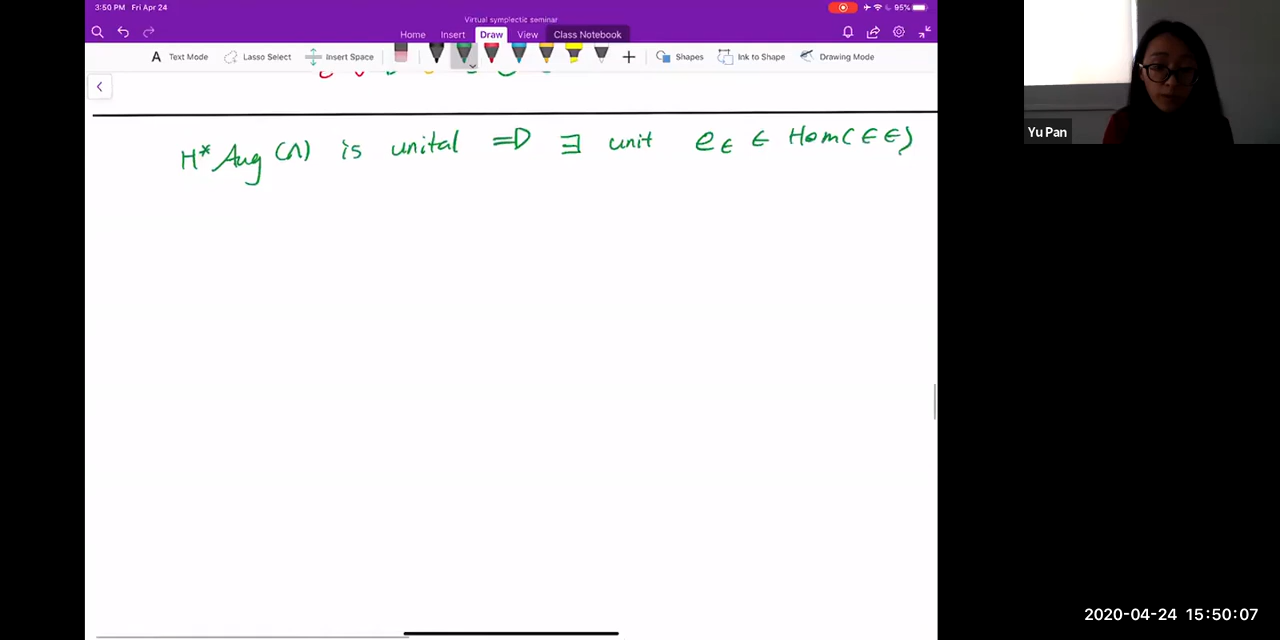 3:50 PM Fri Apr 24
95%
Virtual symplectic seminar
Home Insert Draw View Class Notebook
Text Mode Lasso Select Insert Space Shapes Ink to Shape Drawing Mode
H* Aug (Λ) is unital ⇒ ∃ unit e_ϵ ∈ Hom(ϵ ϵ)
Yu Pan
2020-04-24 15:50:07